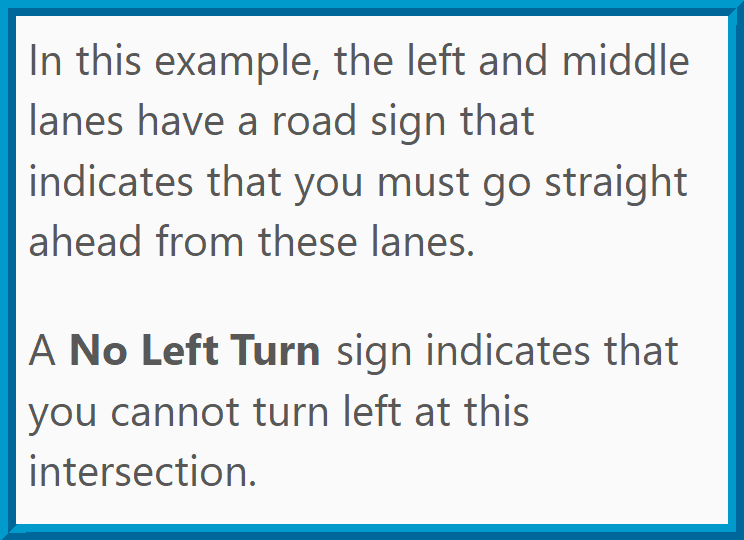 In this example, the left and middle
lanes have a road sign that
indicates that you must go straight
ahead from these lanes.
A No Left Turn sign indicates that
you cannot turn left at this
intersection.